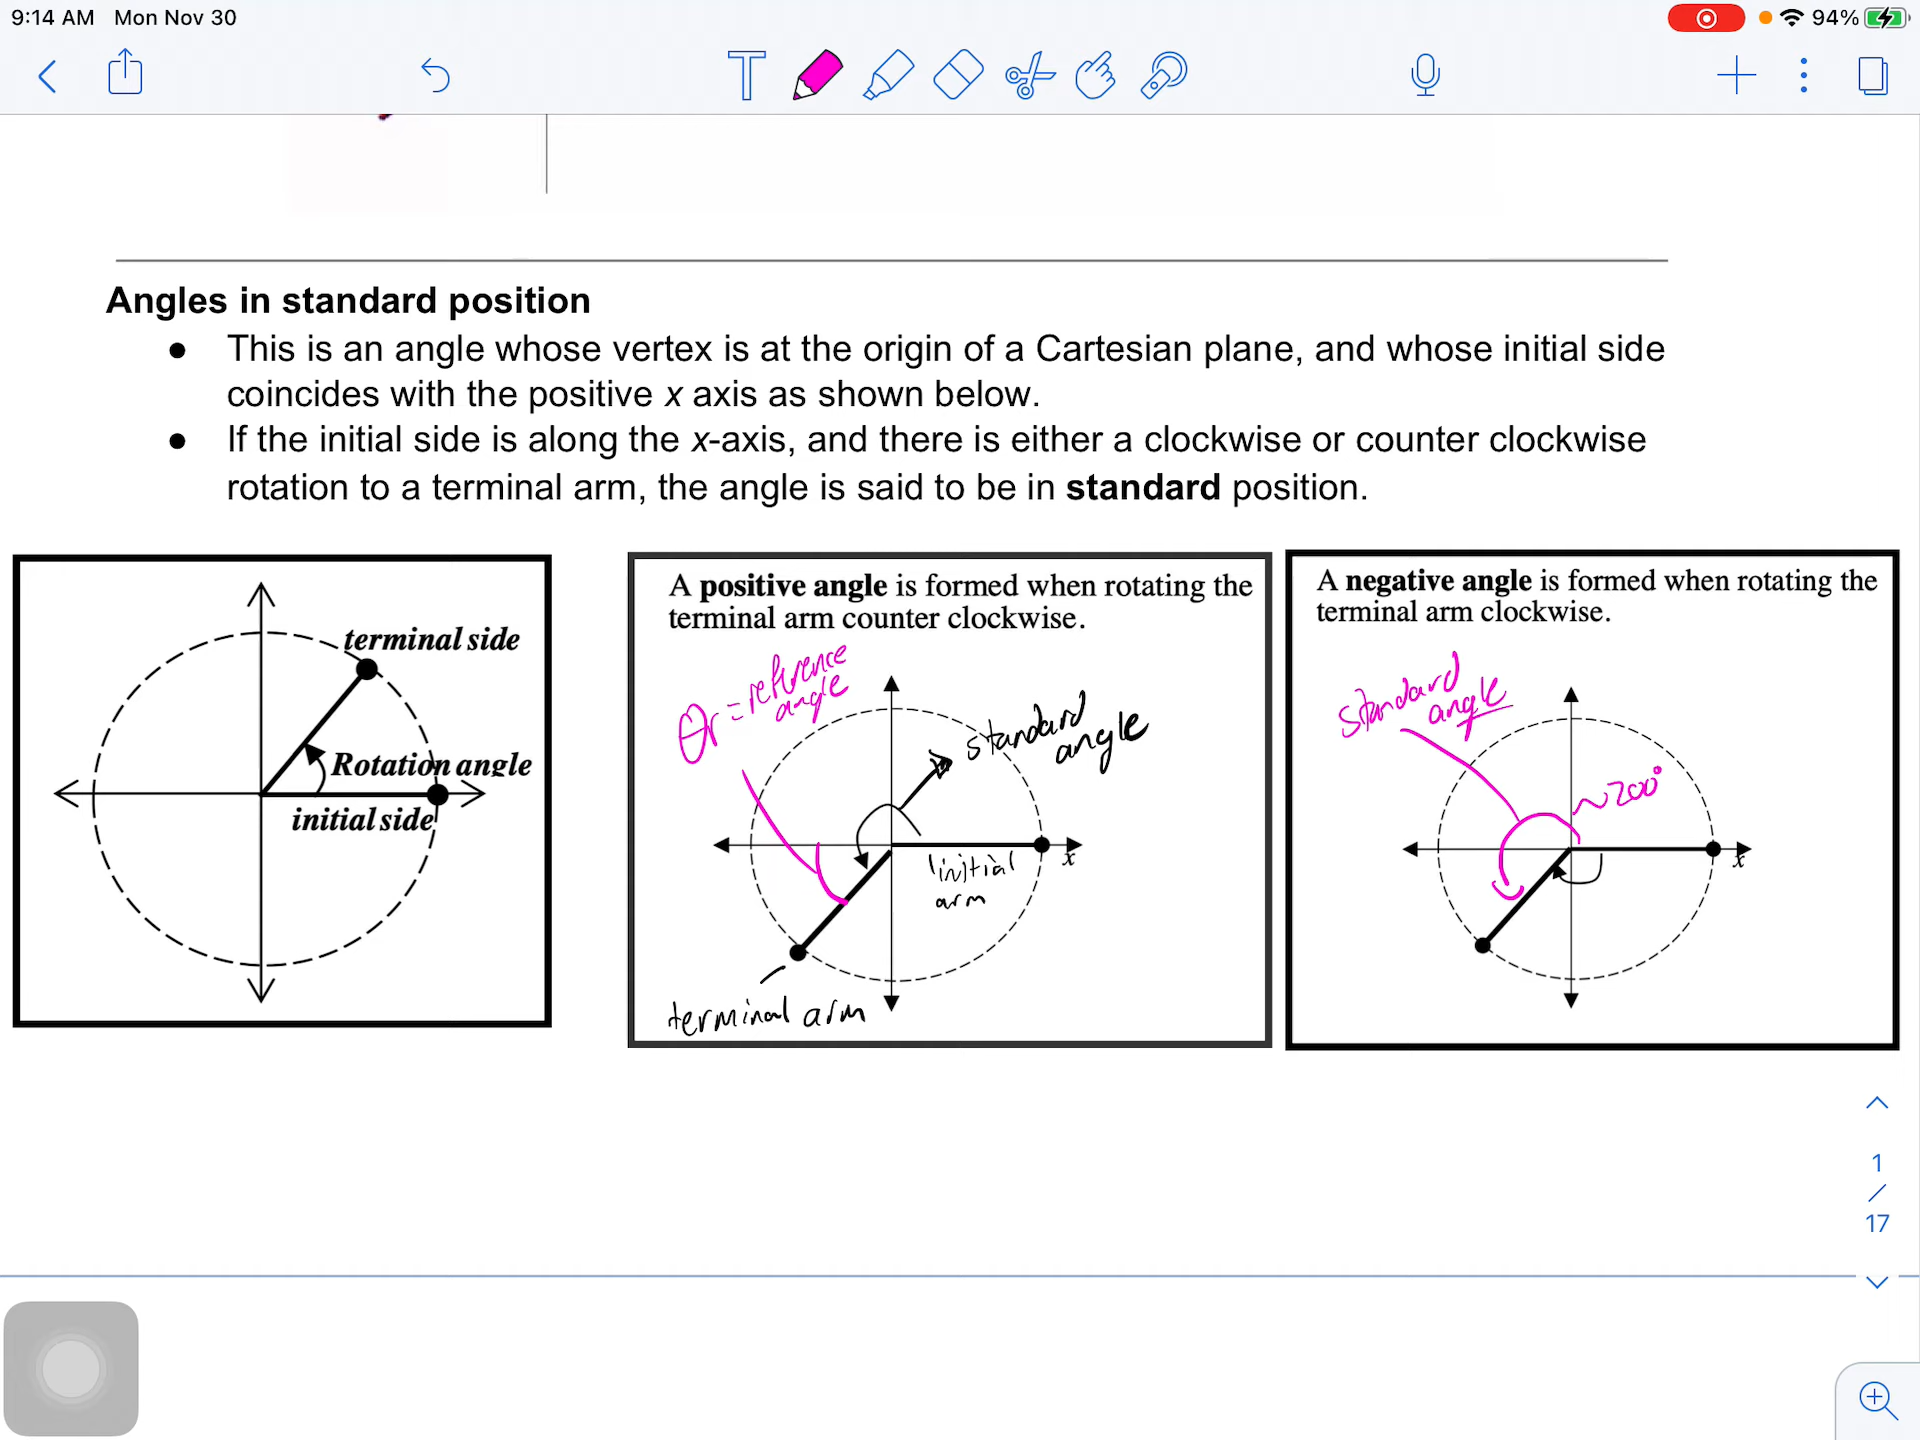 9:14 AM Mon Nov 30
94%
T
Angles in standard position
• This is an angle whose vertex is at the origin of a Cartesian plane, and whose initial side
coincides with the positive x axis as shown below.
• If the initial side is along the x-axis, and there is either a clockwise or counter clockwise
rotation to a terminal arm, the angle is said to be in standard position.
terminal side
Rotation angle
initial side
A positive angle is formed when rotating the
terminal arm counter clockwise.
θr = reference
angle
standard
angle
initial
arm
x
terminal arm
A negative angle is formed when rotating the
terminal arm clockwise.
standard
angle
~200°
x
1
/
17